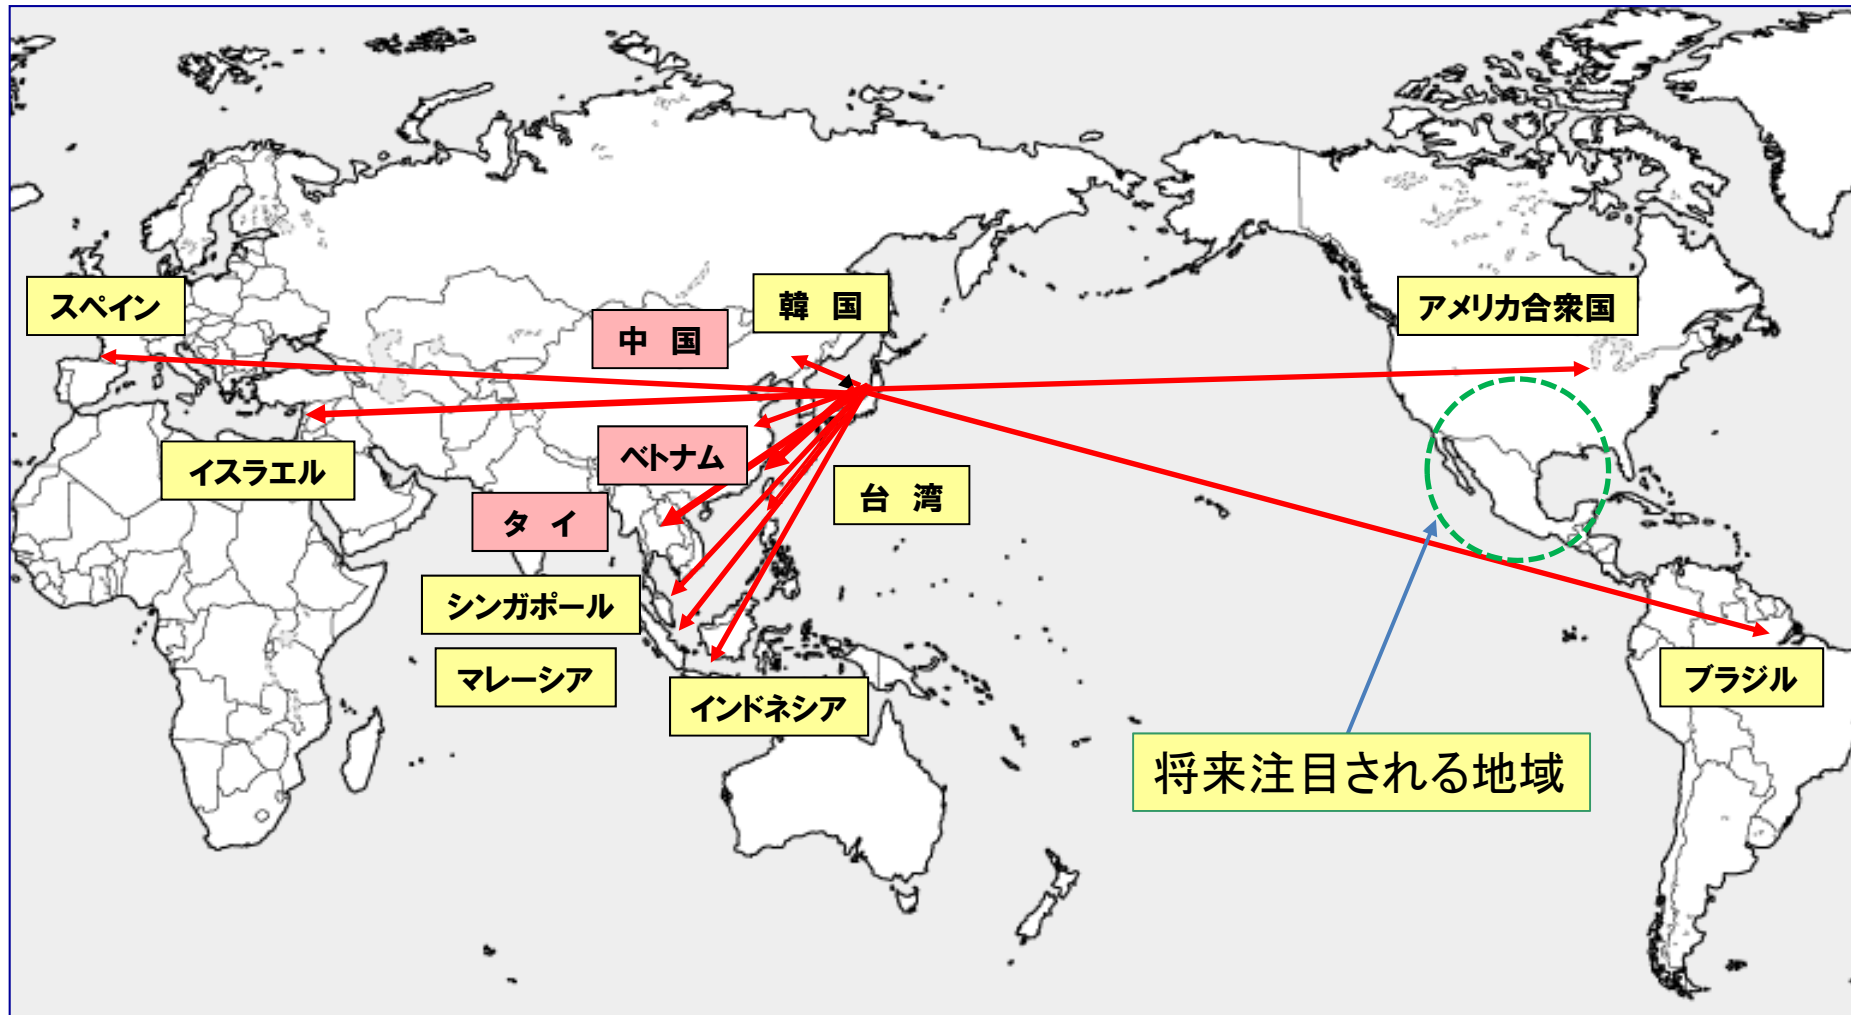 スペイン
韓 国
アメリカ合衆国
中 国
イスラエル
ベトナム
台 湾
タ イ
シンガポール
マレーシア
インドネシア
ブラジル
将来注目される地域